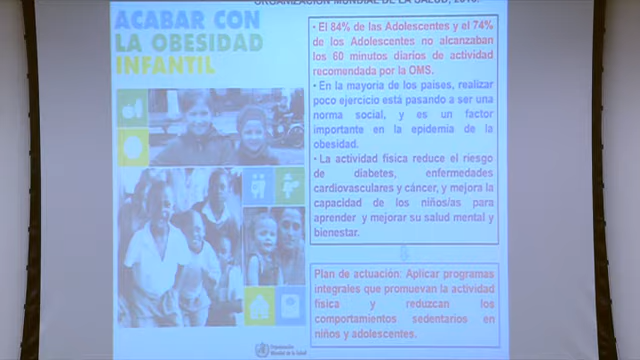 ORGANIZACIÓN MUNDIAL DE LA SALUD, 2016.
ACABAR CON
LA OBESIDAD
INFANTIL
Organización
Mundial de la Salud
• El 84% de las Adolescentes y el 74%
de los Adolescentes no alcanzaban
los 60 minutos diarios de actividad
recomendada por la OMS.
• En la mayoría de los países, realizar
poco ejercicio está pasando a ser una
norma social, y es un factor
importante en la epidemia de la
obesidad.
• La actividad física reduce el riesgo
de diabetes, enfermedades
cardiovasculares y cáncer, y mejora la
capacidad de los niños/as para
aprender y mejorar su salud mental y
bienestar.
Plan de actuación: Aplicar programas
integrales que promuevan la actividad
física y reduzcan los
comportamientos sedentarios en
niños y adolescentes.